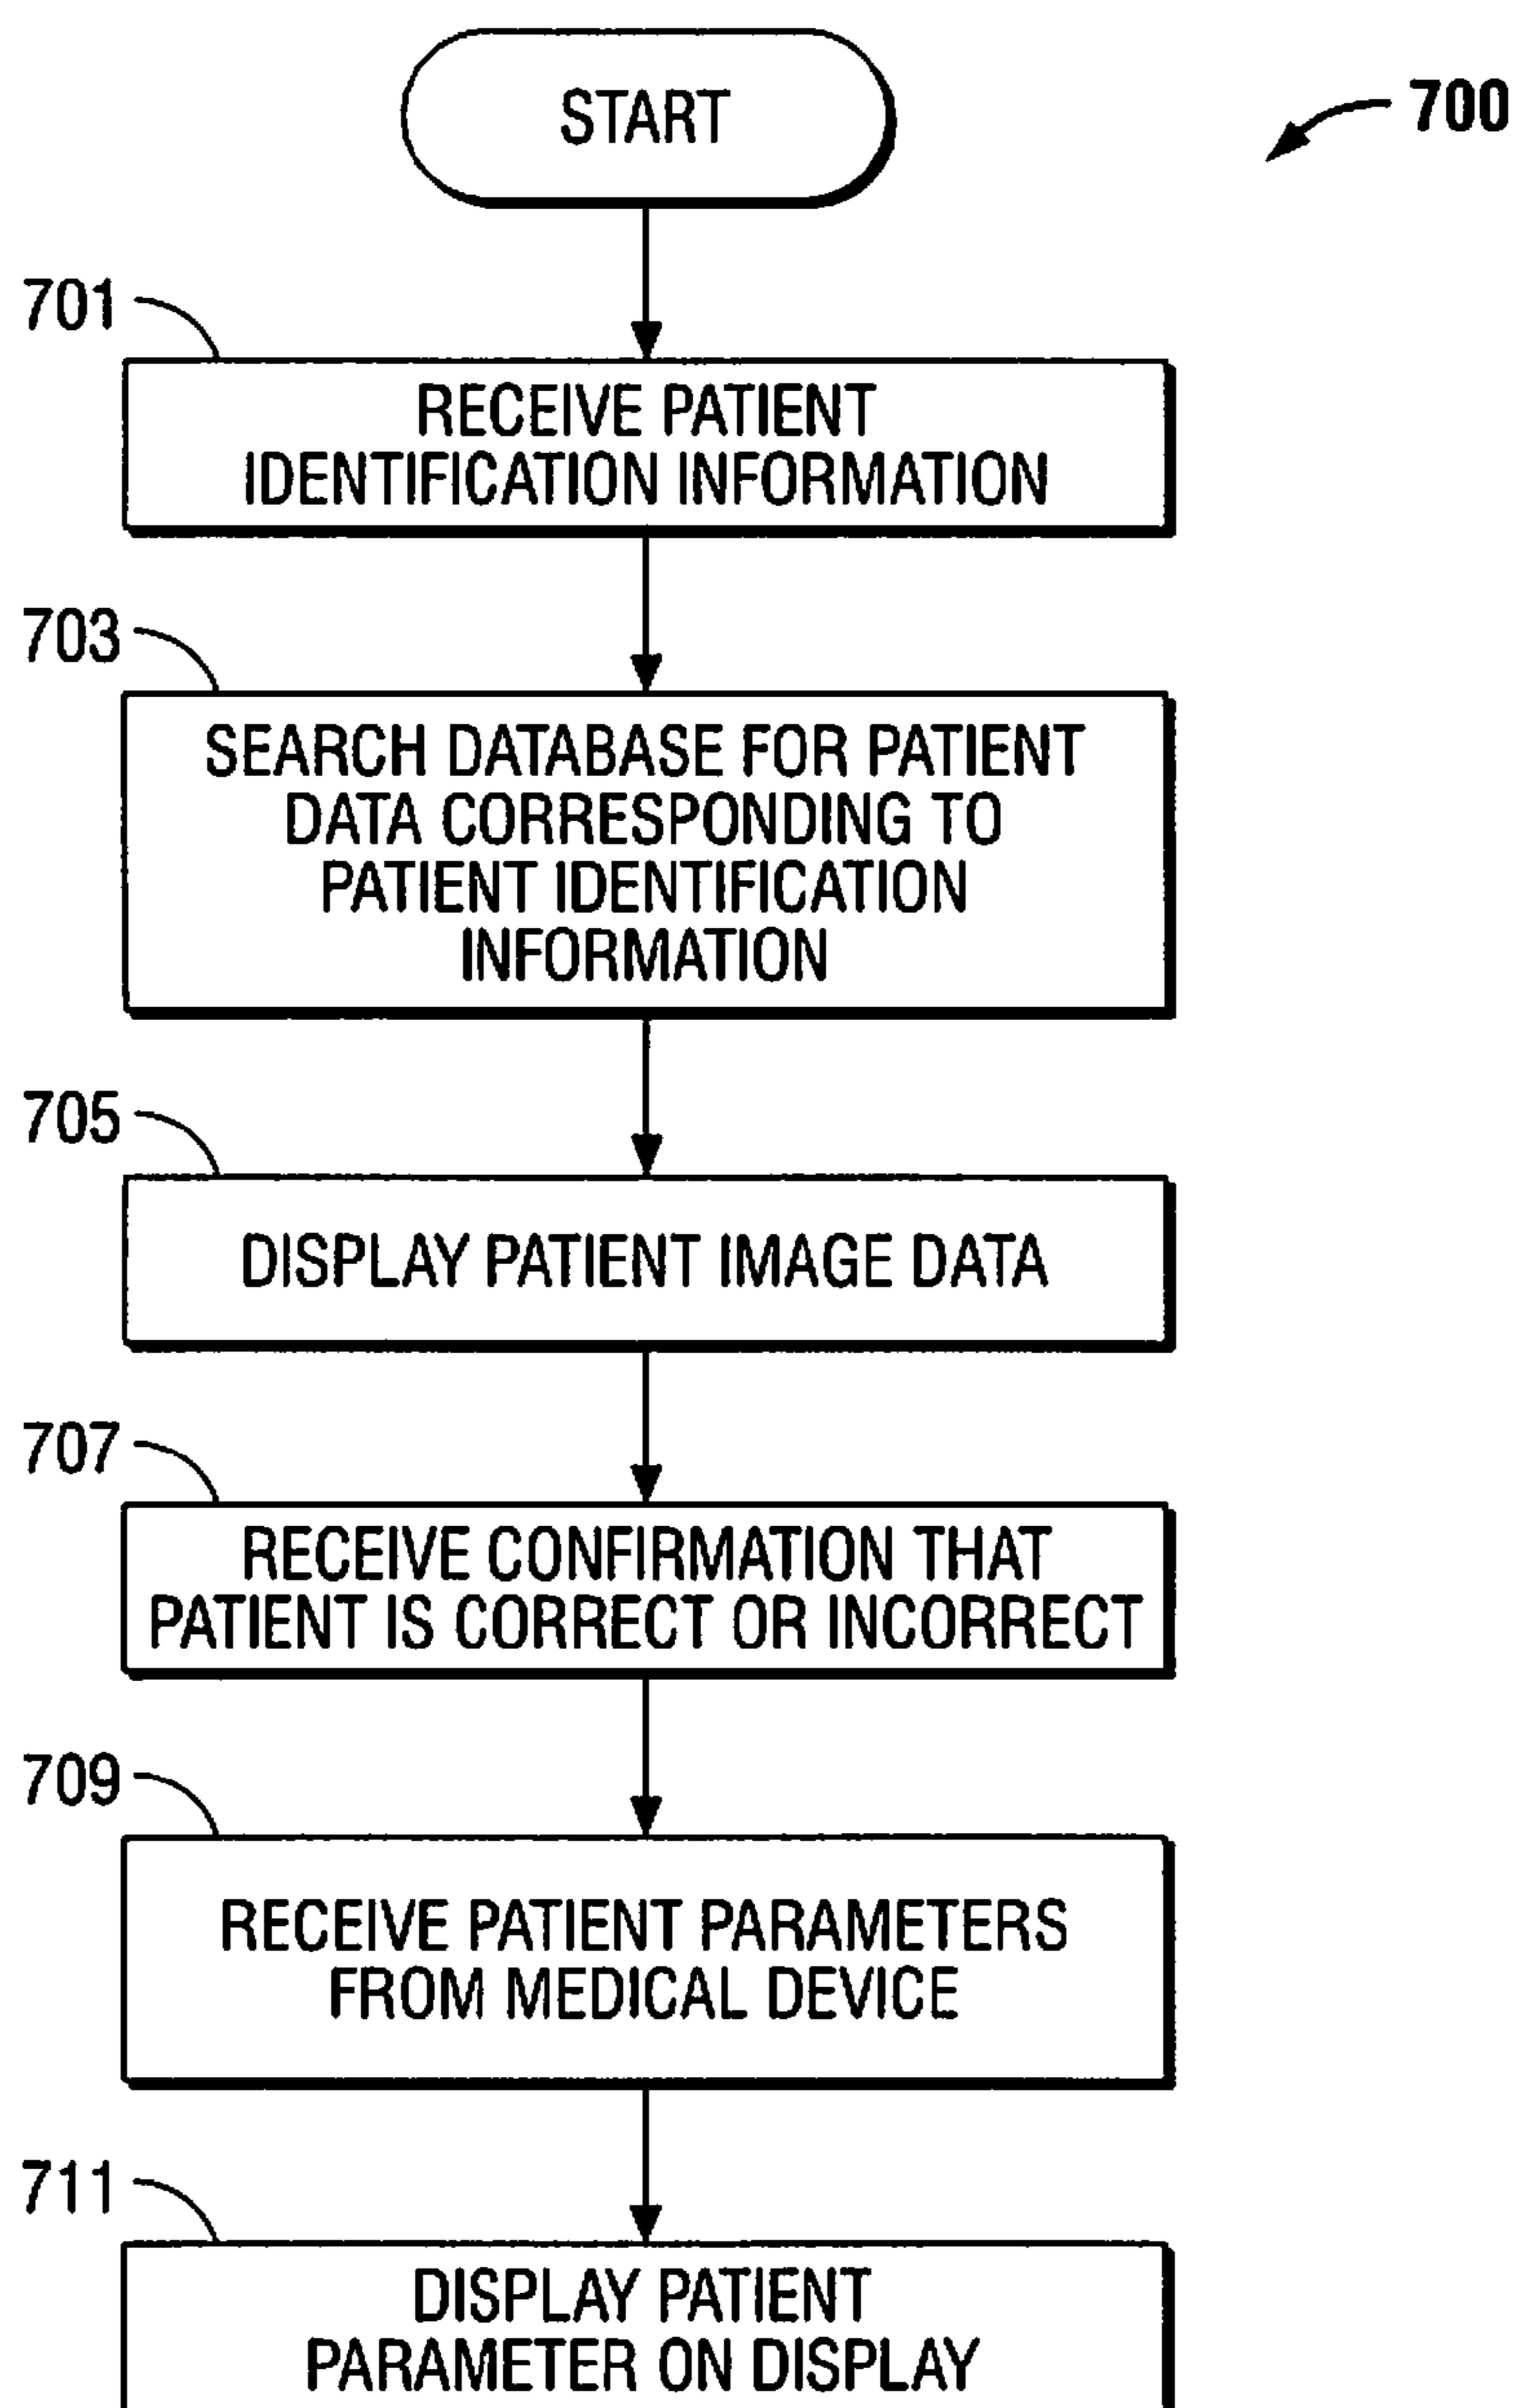 START
700
701
RECEIVE PATIENT
IDENTIFICATION INFORMATION
703
SEARCH DATABASE FOR PATIENT
DATA CORRESPONDING TO
PATIENT IDENTIFICATION
INFORMATION
705
DISPLAY PATIENT IMAGE DATA
707
RECEIVE CONFIRMATION THAT
PATIENT IS CORRECT OR INCORRECT
709
RECEIVE PATIENT PARAMETERS
FROM MEDICAL DEVICE
711
DISPLAY PATIENT
PARAMETER ON DISPLAY